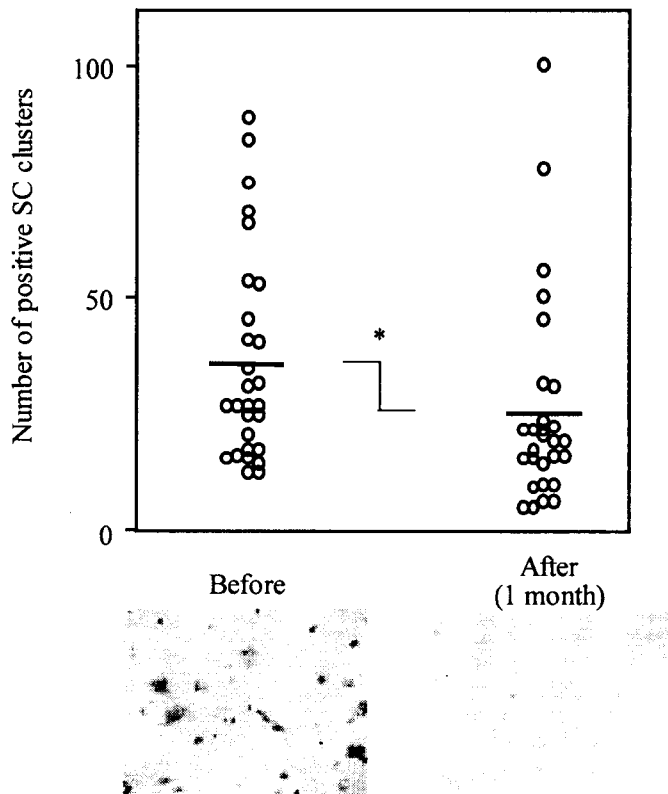 Number of positive SC clusters
100
50
0
*
Before
After
(1 month)